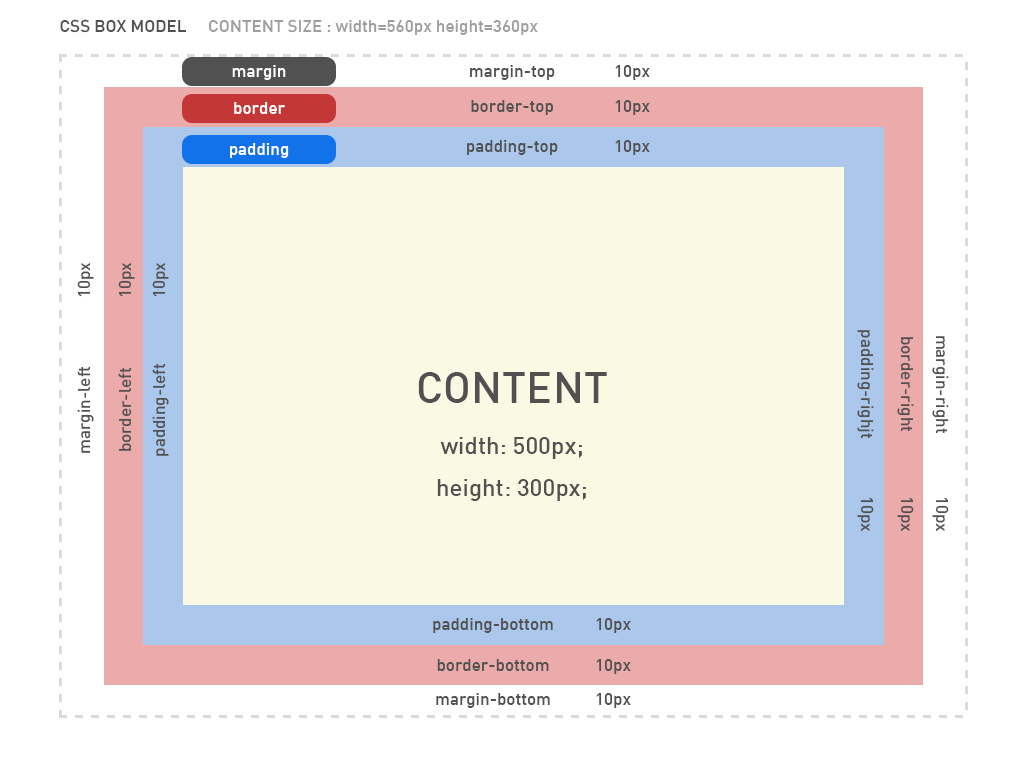 CSS BOX MODEL CONTENT SIZE : width=560px height=360px
margin margin-top 10px
border border-top 10px
padding padding-top 10px
10px 10px 10px
margin-left border-left padding-left
CONTENT
width: 500px;
height: 300px;
padding-righjt border-right margin-right
10px 10px 10px
padding-bottom 10px
border-bottom 10px
margin-bottom 10px